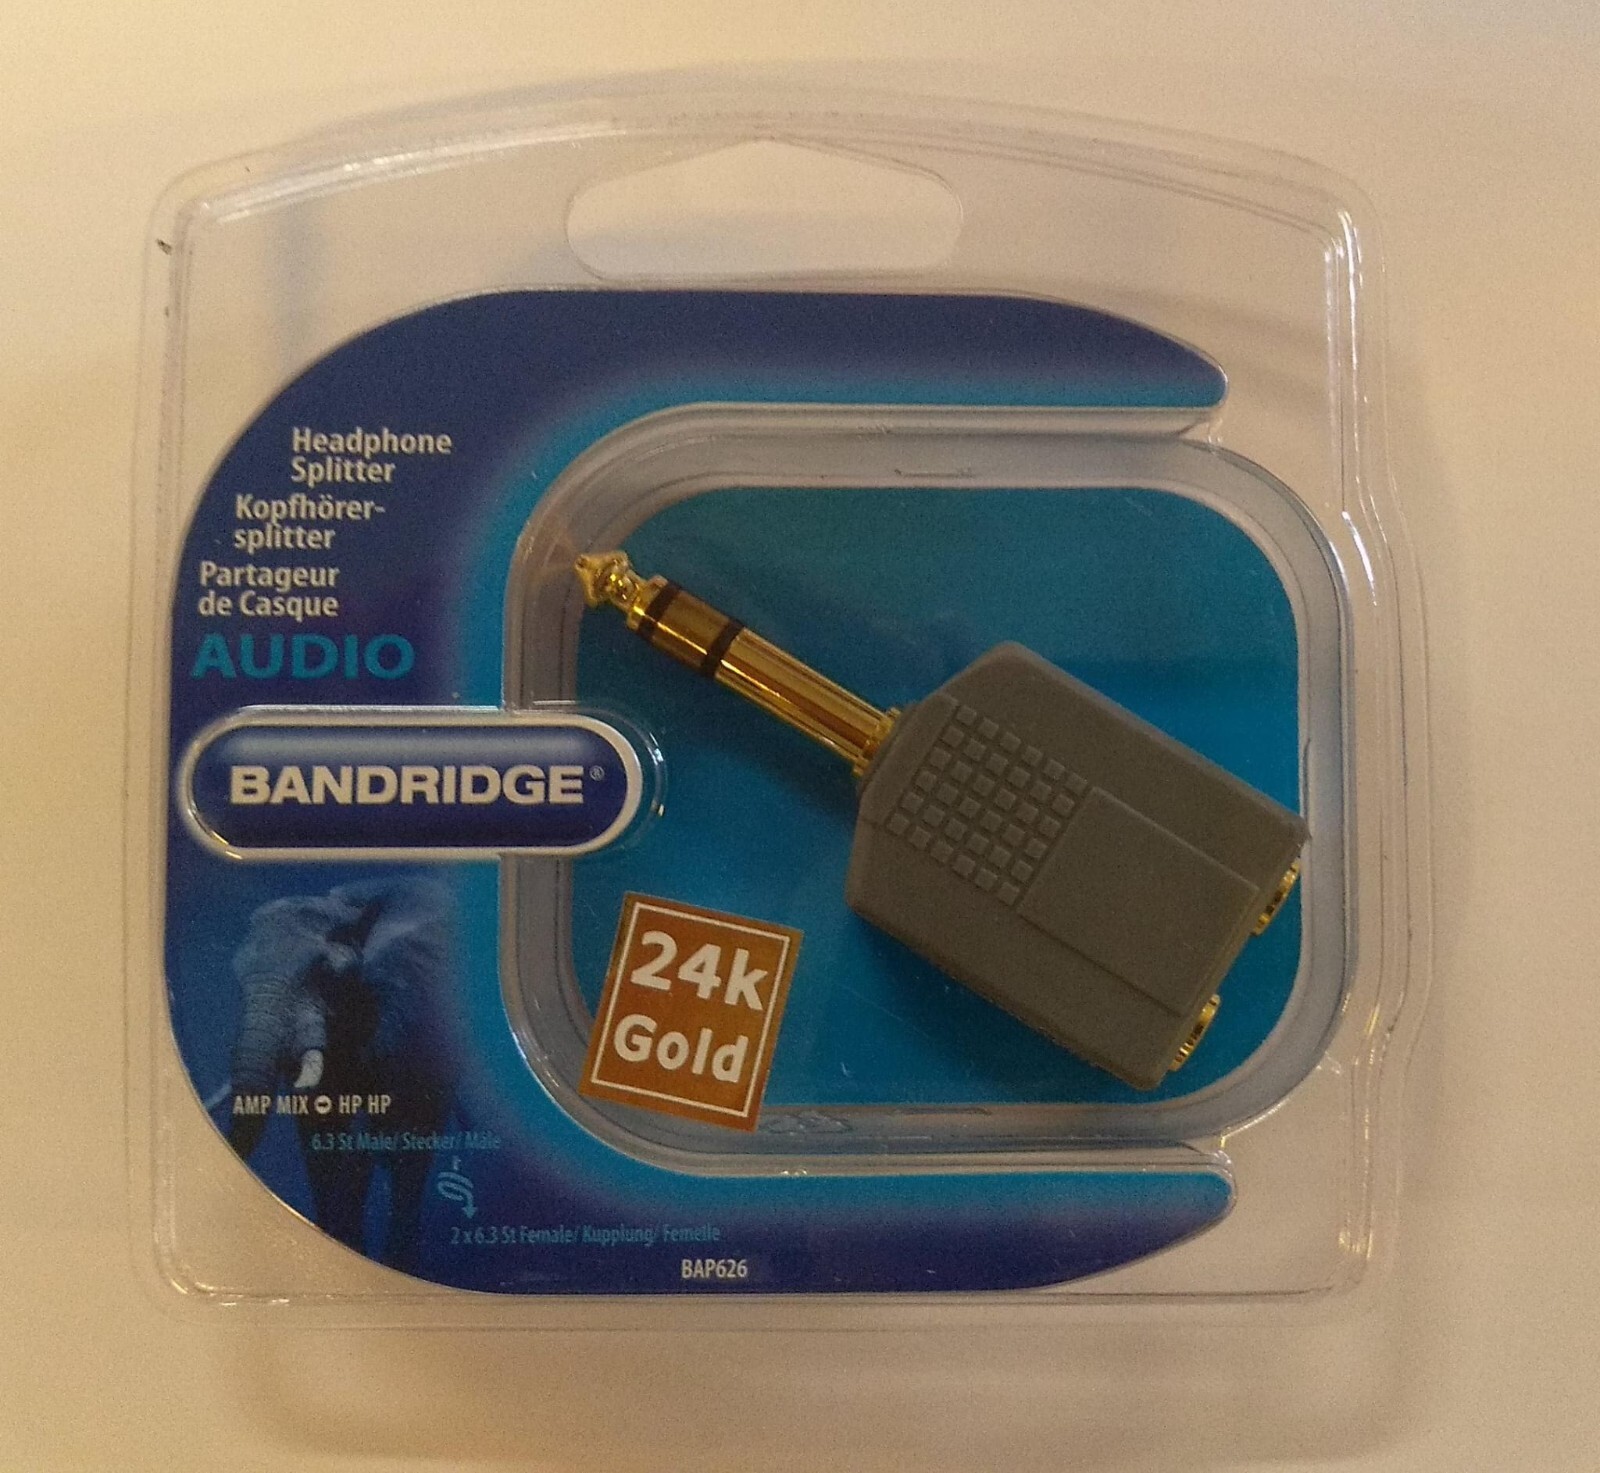 Headphone
Splitter
Kopfhörer-
splitter
Partageur
de Casque
AUDIO
BANDRIDGE®
24k
Gold
AMP MIX HP HP
6.3 St Male/ Stecker/ Mâle
2 x 6.3 St Female/ Kupplung/ Femelle
BAP626